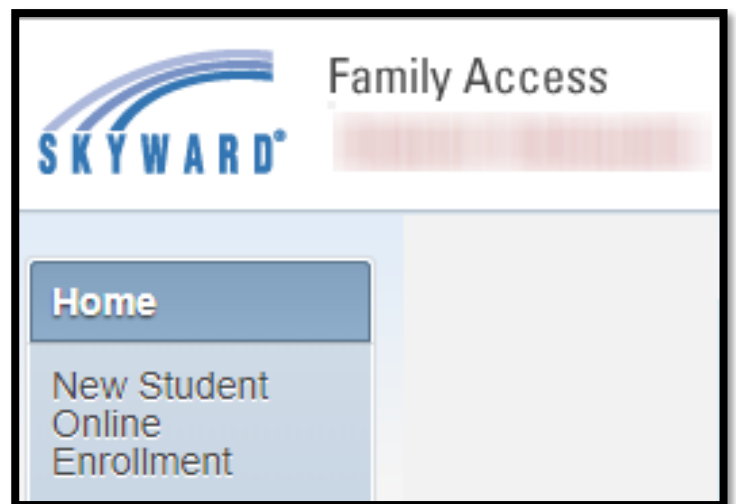 Family Access
SKYWARD®
Home
New Student
Online
Enrollment